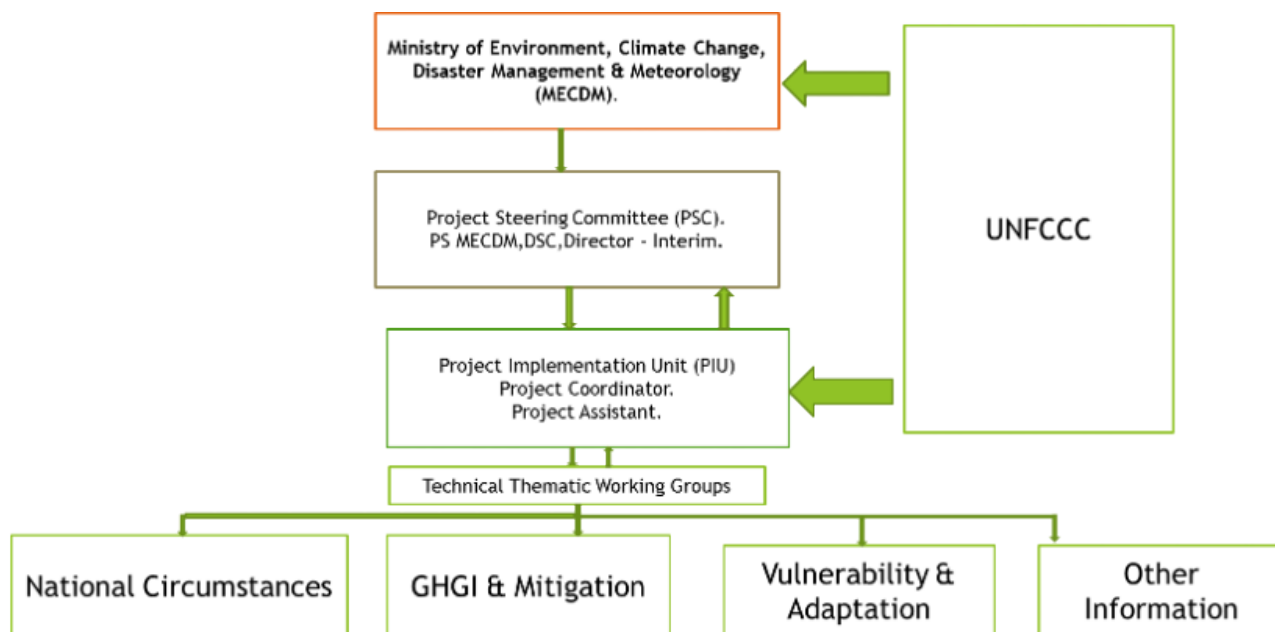 Ministry of Environment, Climate Change,
Disaster Management & Meteorology
(MECDM).
UNFCCC
Project Steering Committee (PSC).
PS MECDM,DSC,Director - Interim.
Project Implementation Unit (PIU)
Project Coordinator.
Project Assistant.
Technical Thematic Working Groups
National Circumstances
GHGI & Mitigation
Vulnerability &
Adaptation
Other
Information